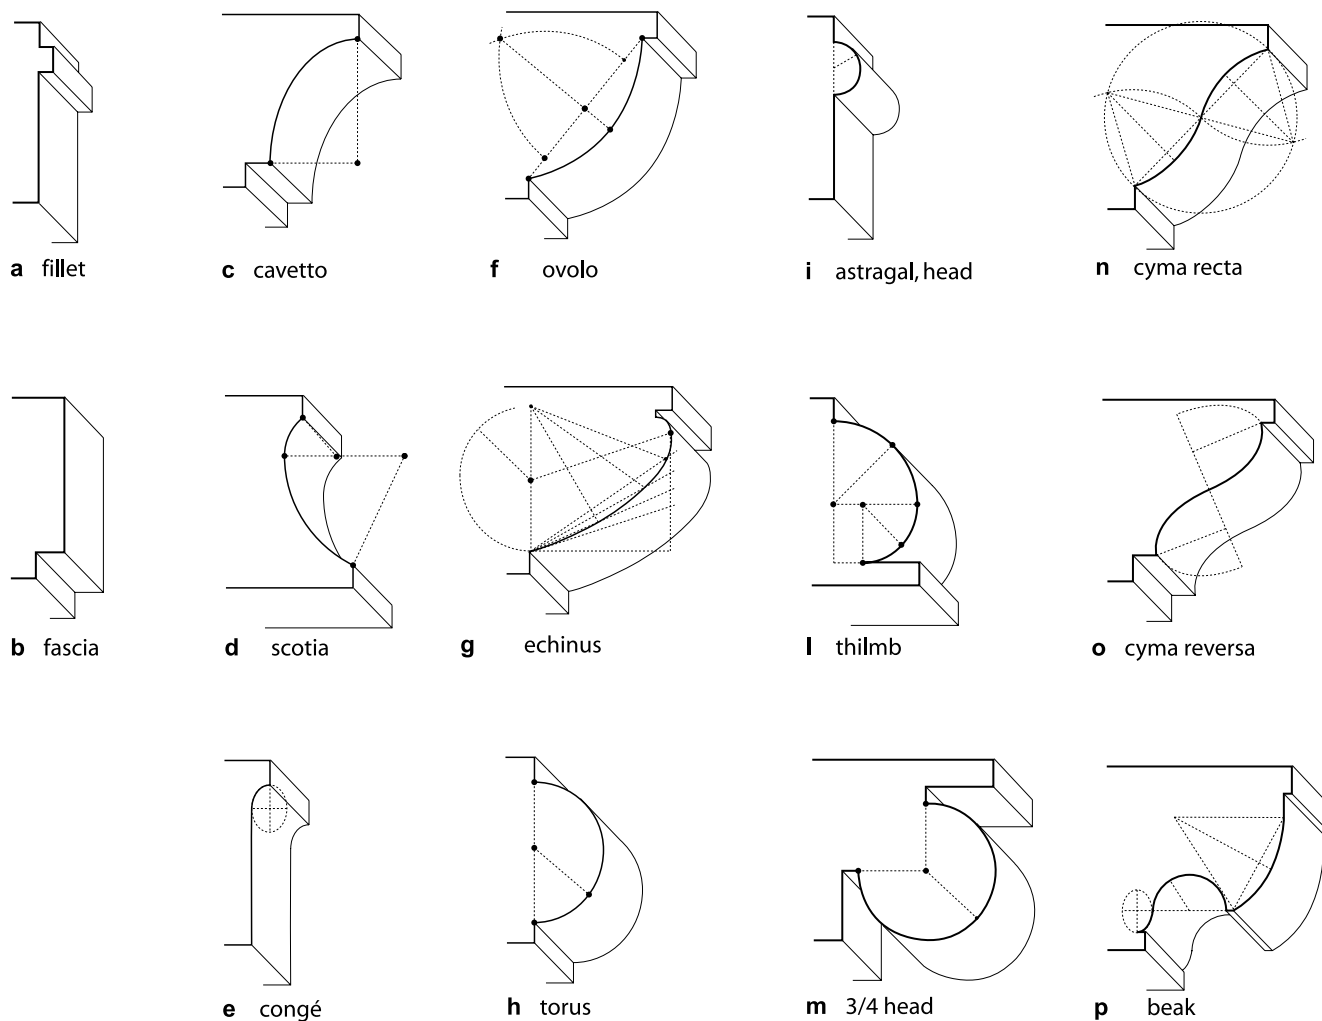 a fillet
c cavetto
f ovolo
i astragal, head
n cyma recta
b fascia
d scotia
g echinus
l thilmb
o cyma reversa
e congé
h torus
m 3/4 head
p beak